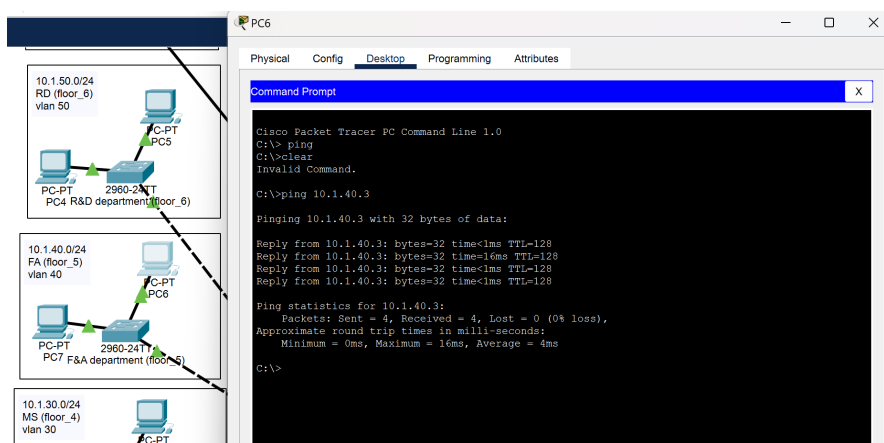 PC6
Physical Config Desktop Programming Attributes
Command Prompt
X
Cisco Packet Tracer PC Command Line 1.0
C:\> ping
C:\>clear
Invalid Command.
C:\>ping 10.1.40.3
Pinging 10.1.40.3 with 32 bytes of data:
Reply from 10.1.40.3: bytes=32 time<1ms TTL=128
Reply from 10.1.40.3: bytes=32 time=16ms TTL=128
Reply from 10.1.40.3: bytes=32 time<1ms TTL=128
Reply from 10.1.40.3: bytes=32 time<1ms TTL=128
Ping statistics for 10.1.40.3:
Packets: Sent = 4, Received = 4, Lost = 0 (0% loss),
Approximate round trip times in milli-seconds:
Minimum = 0ms, Maximum = 16ms, Average = 4ms
C:\>
10.1.50.0/24
RD (floor_6)
vlan 50
PC-PT
PC5
PC-PT
PC4
2960-24TT
R&D department (floor_6)
10.1.40.0/24
FA (floor_5)
vlan 40
PC-PT
PC6
PC-PT
PC7
2960-24TT
F&A department (floor_5)
10.1.30.0/24
MS (floor_4)
vlan 30
PC-PT